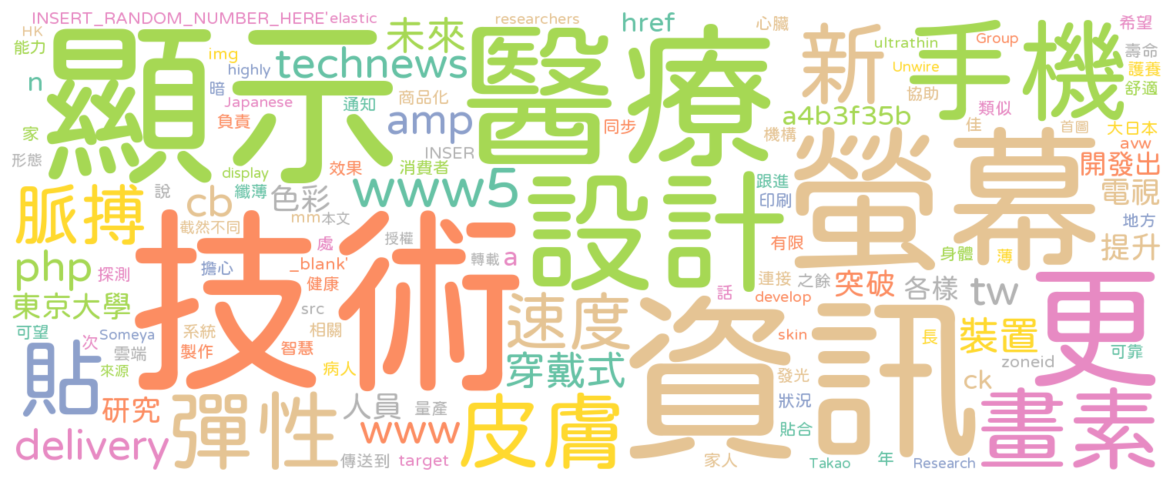 INSERT_RANDOM_NUMBER_HERE'
elastic
researchers
href
心臟
希望
HK
能力
顯示
未來
醫療
新
ultrathin
Group
手機
壽命
img
highly
technews
Unwire
護養
舒適
n
暗
Japanese
通知
商品化
amp
a4b3f35b
協助
類似
負責
同步
機構
佳
首圖
大日本
家
INSER
avw
形態
效果
消費者
螢幕
開發出
display
纖薄
www5
設計
跟進
印刷
電視
脈搏
說
cb
色彩
mm
本文
截然不同
地方
技術
授權
處
有限
提升
php
探測
擔心
_blank'
轉載
a
身體
薄
健康
連接
之餘
突破
各樣
tw
更
東京大學
src
速度
資訊
話
develop
可望
次
Someya
系統
相關
skin
長
裝置
貼
雲端
製作
智慧
穿戴式
可靠
來源
病人
zoneid
發光
ck
研究
彈性
人員
量產
皮膚
狀況
畫素
www
貼合
delivery
傳送到
target
家人
Takao
年
Research